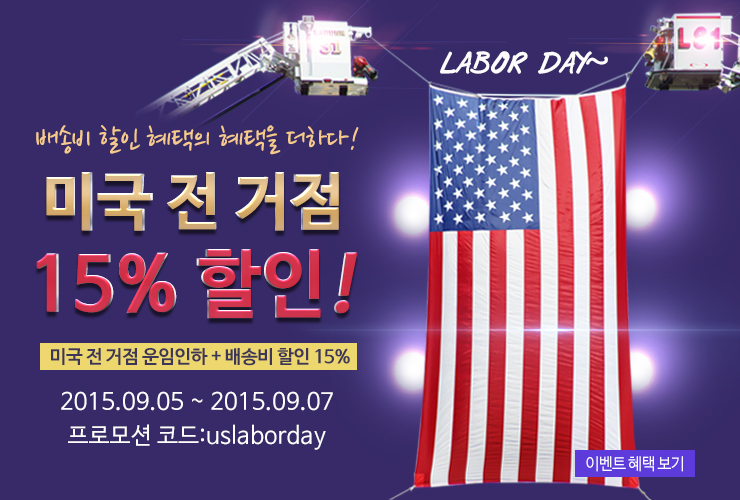 LABOR DAY~
LS1
배송비 할인 혜택의 혜택을 더하다!
미국 전 거점
15% 할인!
미국 전 거점 운임인하 + 배송비 할인 15%
2015.09.05 ~ 2015.09.07
프로모션 코드:uslaborday
이벤트 혜택 보기